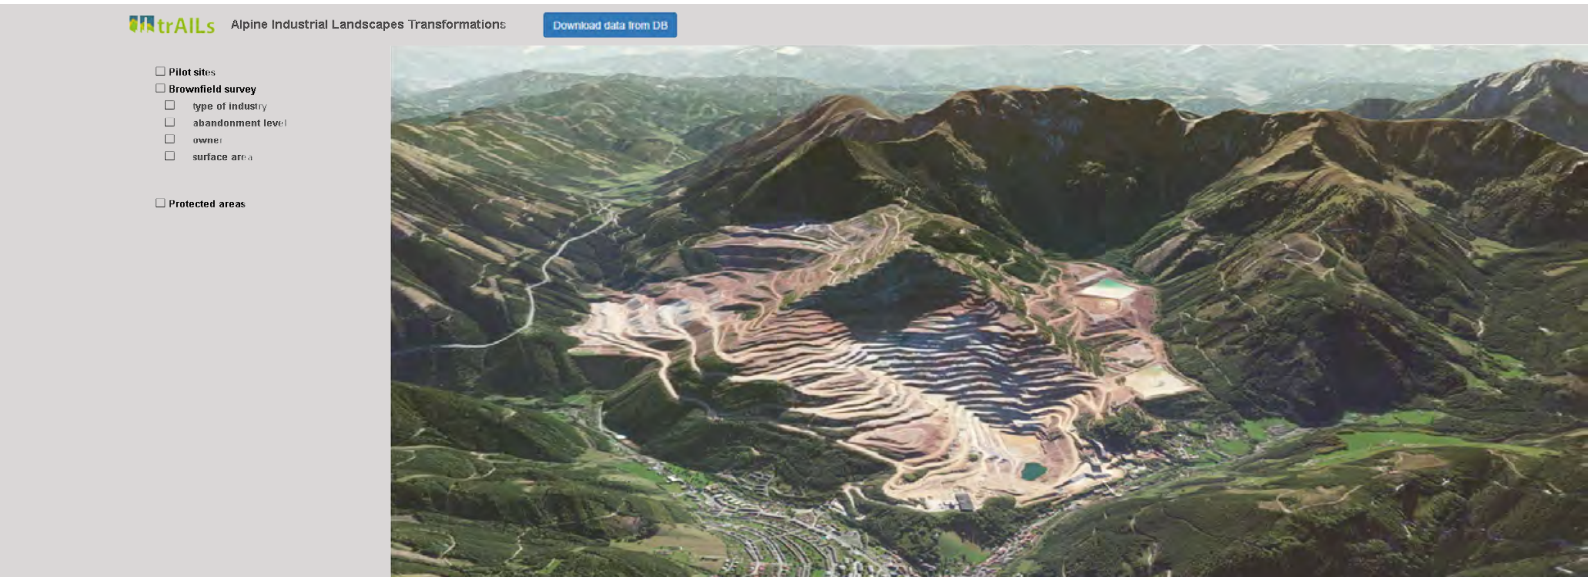 trAILs Alpine Industrial Landscapes Transformations Download data from DB
Pilot sites
Brownfield survey
type of industry
abandonment level
owner
surface area
Protected areas